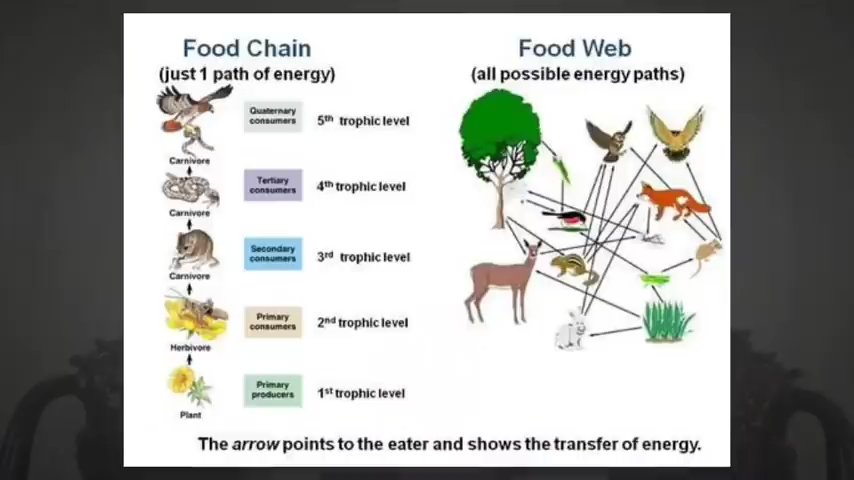 Food Chain
(just 1 path of energy)
Quaternary
consumers
5th trophic level
Carnivore
Tertiary
consumers
4th trophic level
Carnivore
Secondary
consumers
3rd trophic level
Carnivore
Primary
consumers
2nd trophic level
Herbivore
Primary
producers
1st trophic level
Plant
Food Web
(all possible energy paths)
The arrow points to the eater and shows the transfer of energy.